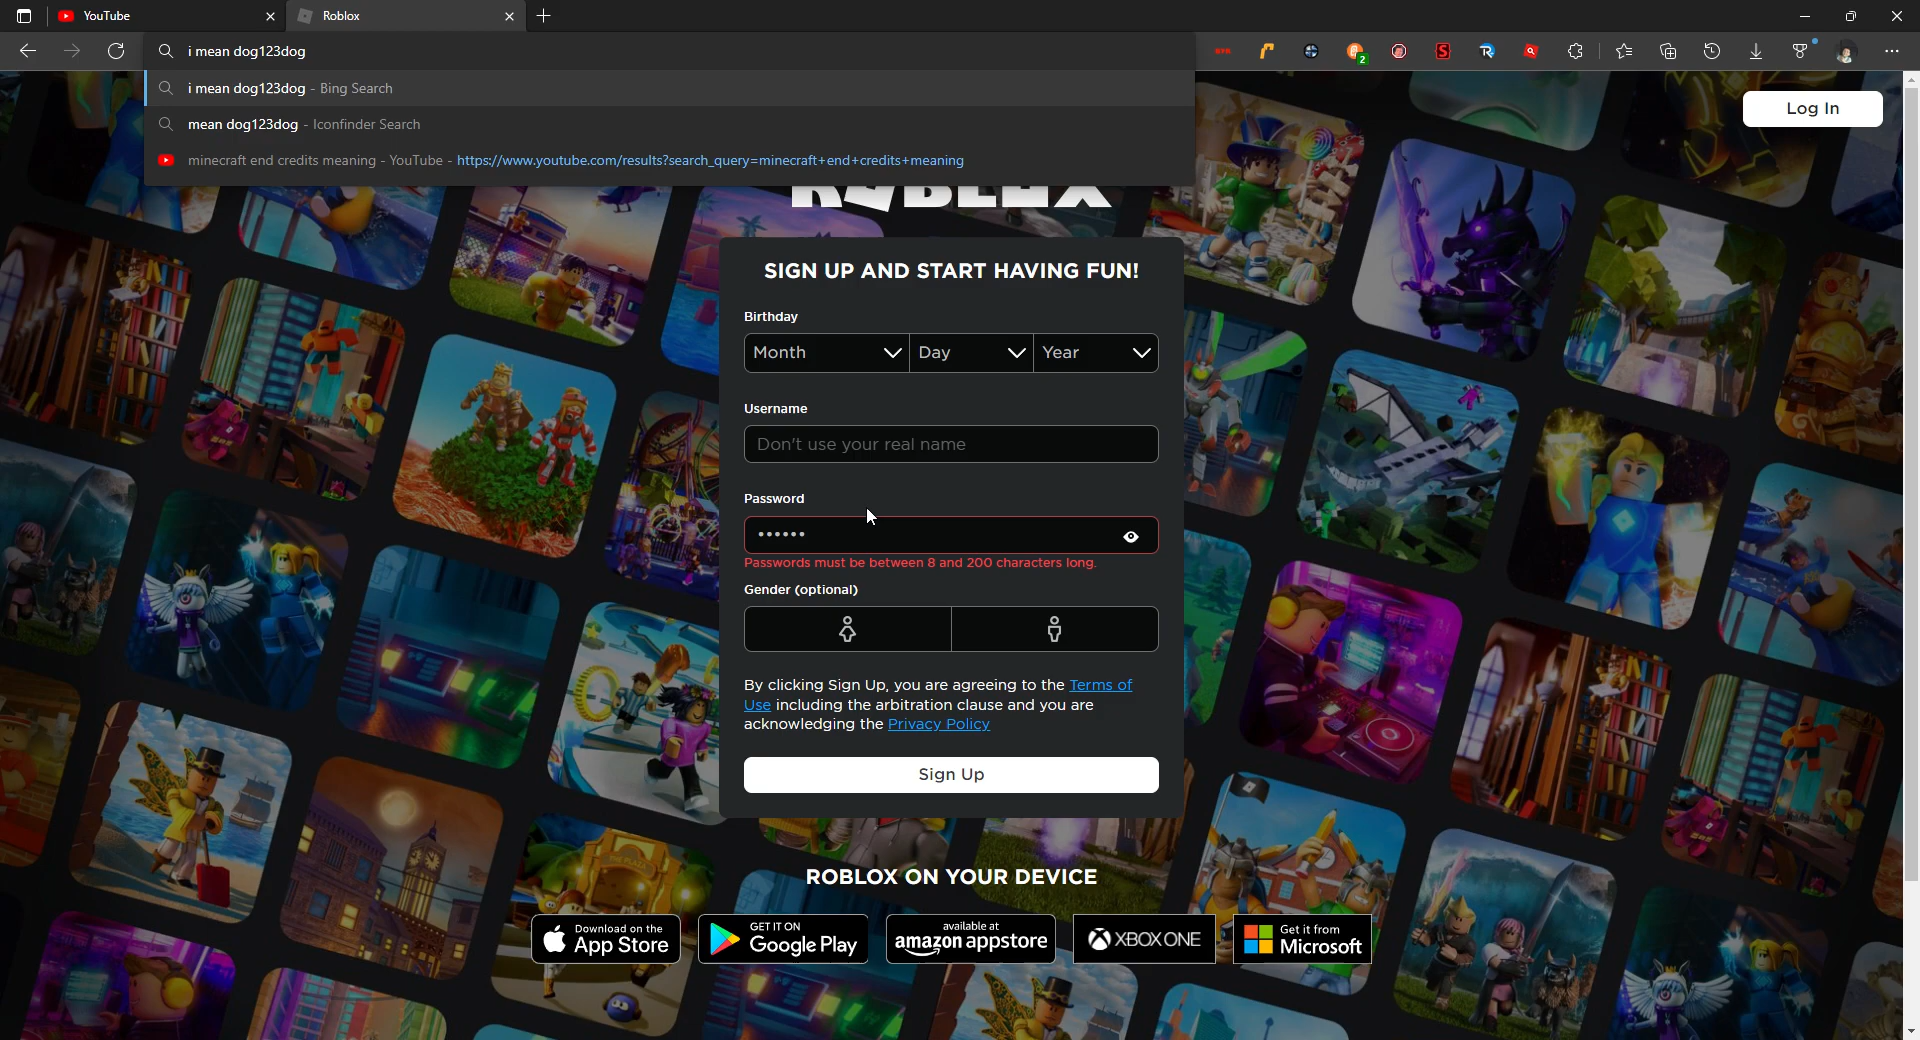 YouTube
Roblox
i mean dog123dog
i mean dog123dog - Bing Search
mean dog123dog - Iconfinder Search
minecraft end credits meaning - YouTube - https://www.youtube.com/results?search_query=minecraft+end+credits+meaning
2
Log In
ROBLOX
SIGN UP AND START HAVING FUN!
Birthday
Month
Day
Year
Username
Don't use your real name
Password
••••••
Passwords must be between 8 and 200 characters long.
Gender (optional)
By clicking Sign Up, you are agreeing to the Terms of
Use including the arbitration clause and you are
acknowledging the Privacy Policy
Sign Up
ROBLOX ON YOUR DEVICE
Download on the
App Store
GET IT ON
Google Play
available at
amazon appstore
XBOX ONE
Get it from
Microsoft